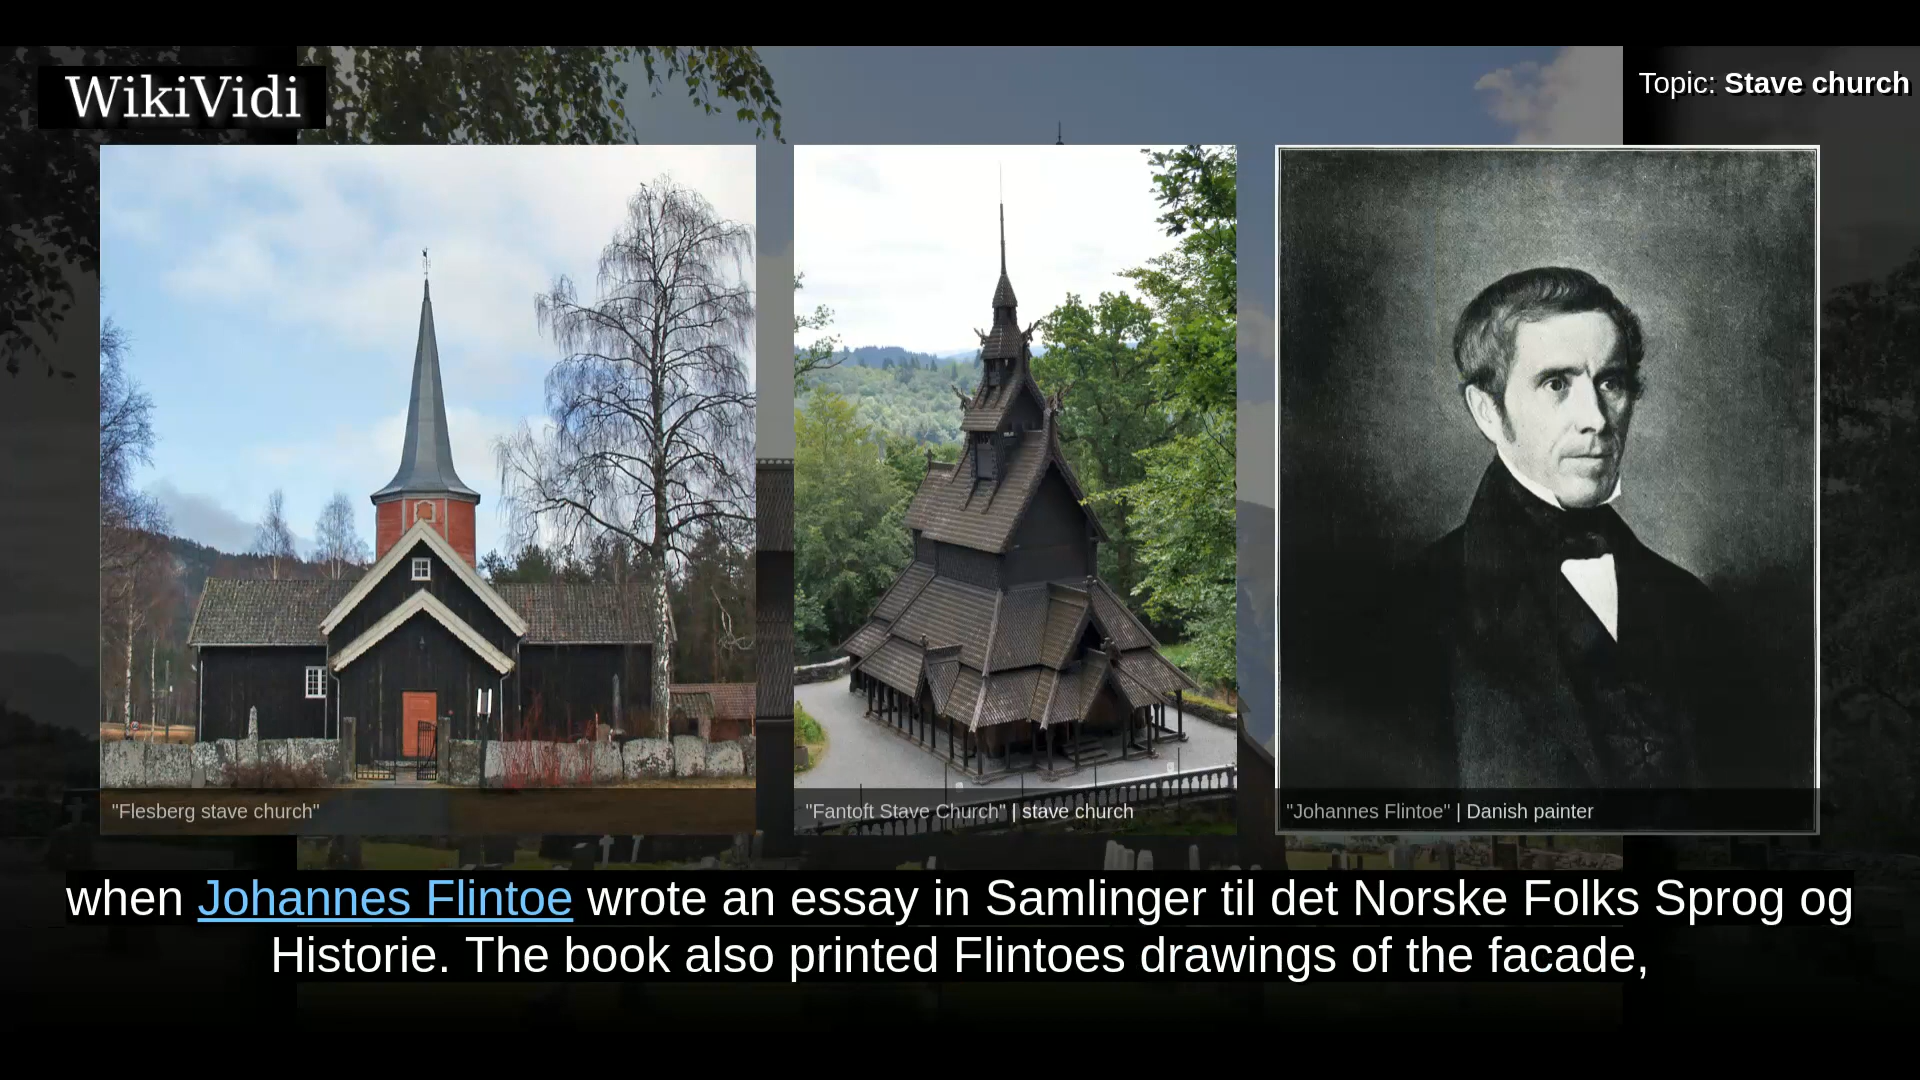 WikiVidi
Topic: Stave church
"Flesberg stave church"
"Fantoft Stave Church" | stave church
"Johannes Flintoe" | Danish painter
when Johannes Flintoe wrote an essay in Samlinger til det Norske Folks Sprog og
Historie. The book also printed Flintoes drawings of the facade,